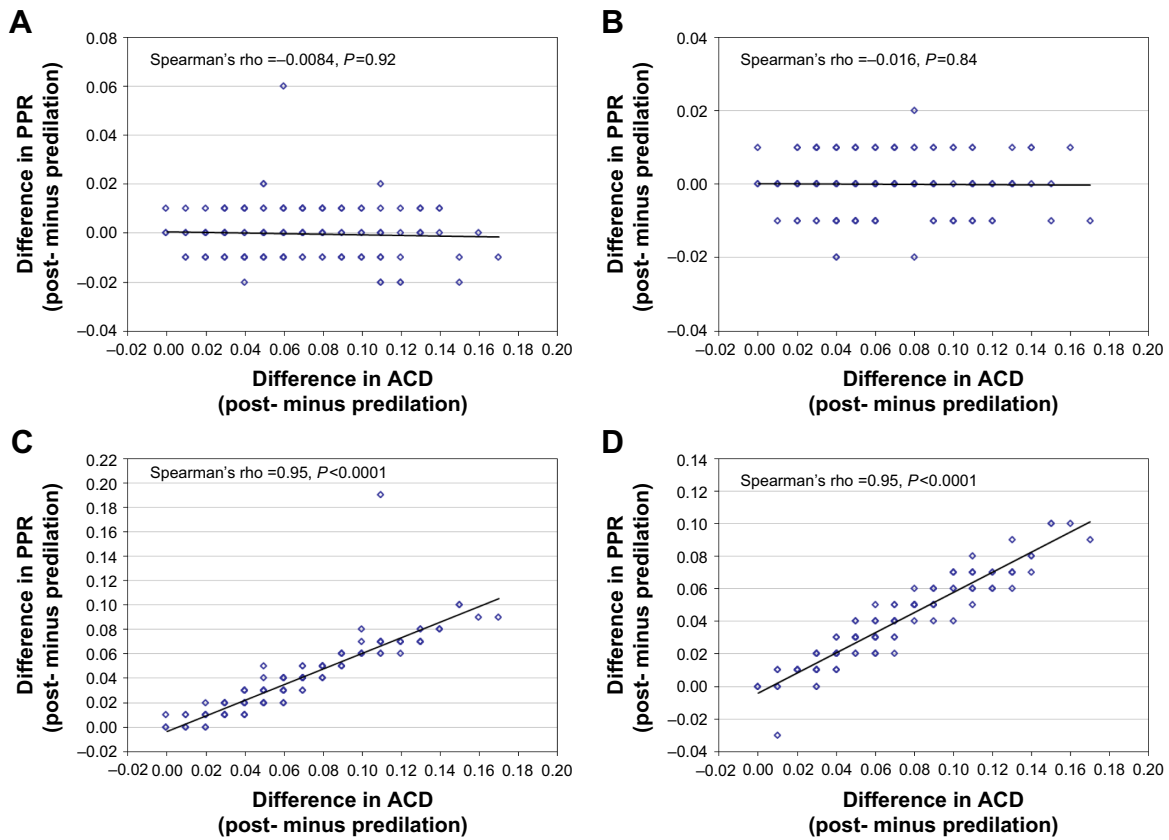 A
Difference in PPR
(post- minus predilation)
0.08
0.06
0.04
0.02
0.00
–0.02
–0.04
Spearman's rho =–0.0084, P=0.92
–0.02 0.00 0.02 0.04 0.06 0.08 0.10 0.12 0.14 0.16 0.18 0.20
Difference in ACD
(post- minus predilation)
B
Difference in PPR
(post- minus predilation)
0.04
0.02
0.00
–0.02
–0.04
Spearman's rho =–0.016, P=0.84
–0.02 0.00 0.02 0.04 0.06 0.08 0.10 0.12 0.14 0.16 0.18 0.20
Difference in ACD
(post- minus predilation)
C
Difference in PPR
(post- minus predilation)
0.22
0.20
0.18
0.16
0.14
0.12
0.10
0.08
0.06
0.04
0.02
0.00
–0.02
Spearman's rho =0.95, P<0.0001
–0.02 0.00 0.02 0.04 0.06 0.08 0.10 0.12 0.14 0.16 0.18 0.20
Difference in ACD
(post- minus predilation)
D
Difference in PPR
(post- minus predilation)
0.14
0.12
0.10
0.08
0.06
0.04
0.02
0.00
–0.02
–0.04
Spearman's rho =0.95, P<0.0001
–0.02 0.00 0.02 0.04 0.06 0.08 0.10 0.12 0.14 0.16 0.18 0.20
Difference in ACD
(post- minus predilation)